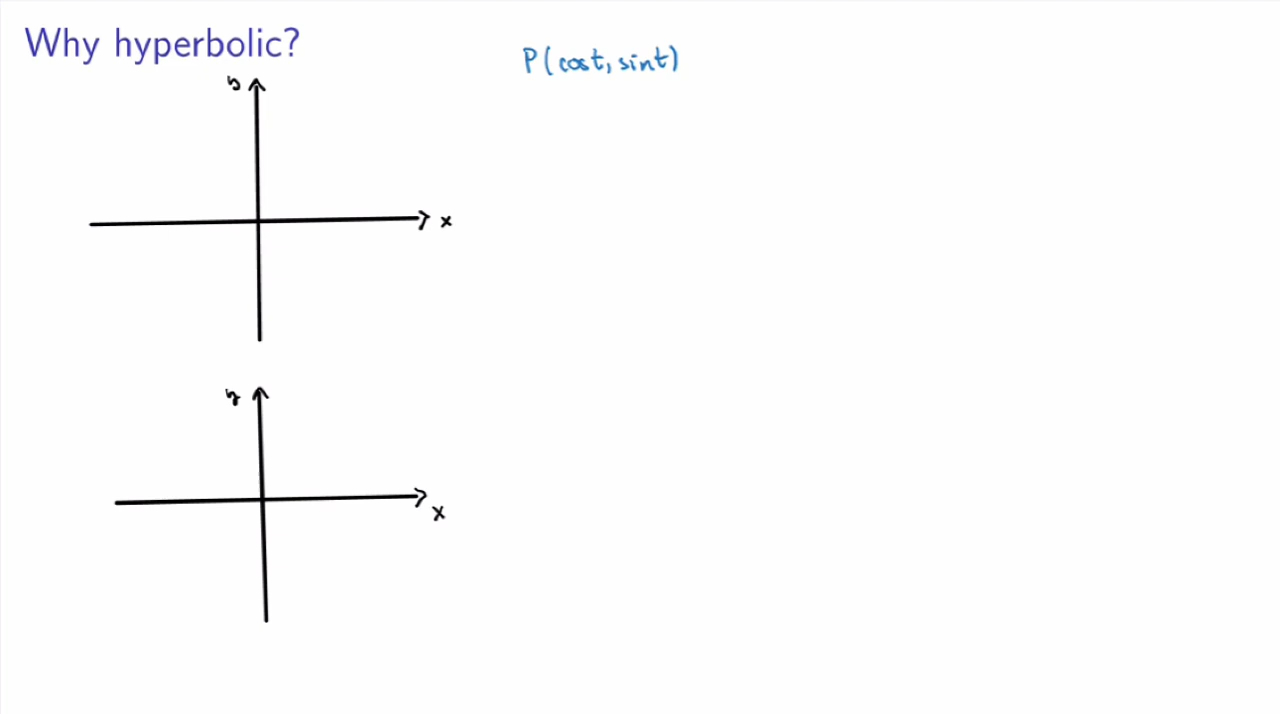 Why hyperbolic?
P(cost, sint)
y
x
y
x